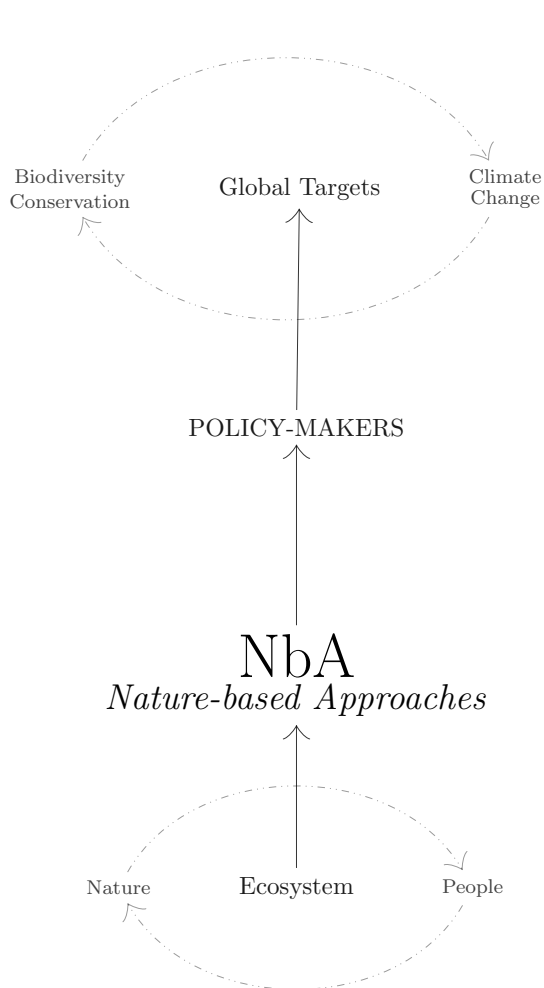 Biodiversity
Conservation
Global Targets
Climate
Change
POLICY-MAKERS
NbA
Nature-based Approaches
Nature
Ecosystem
People